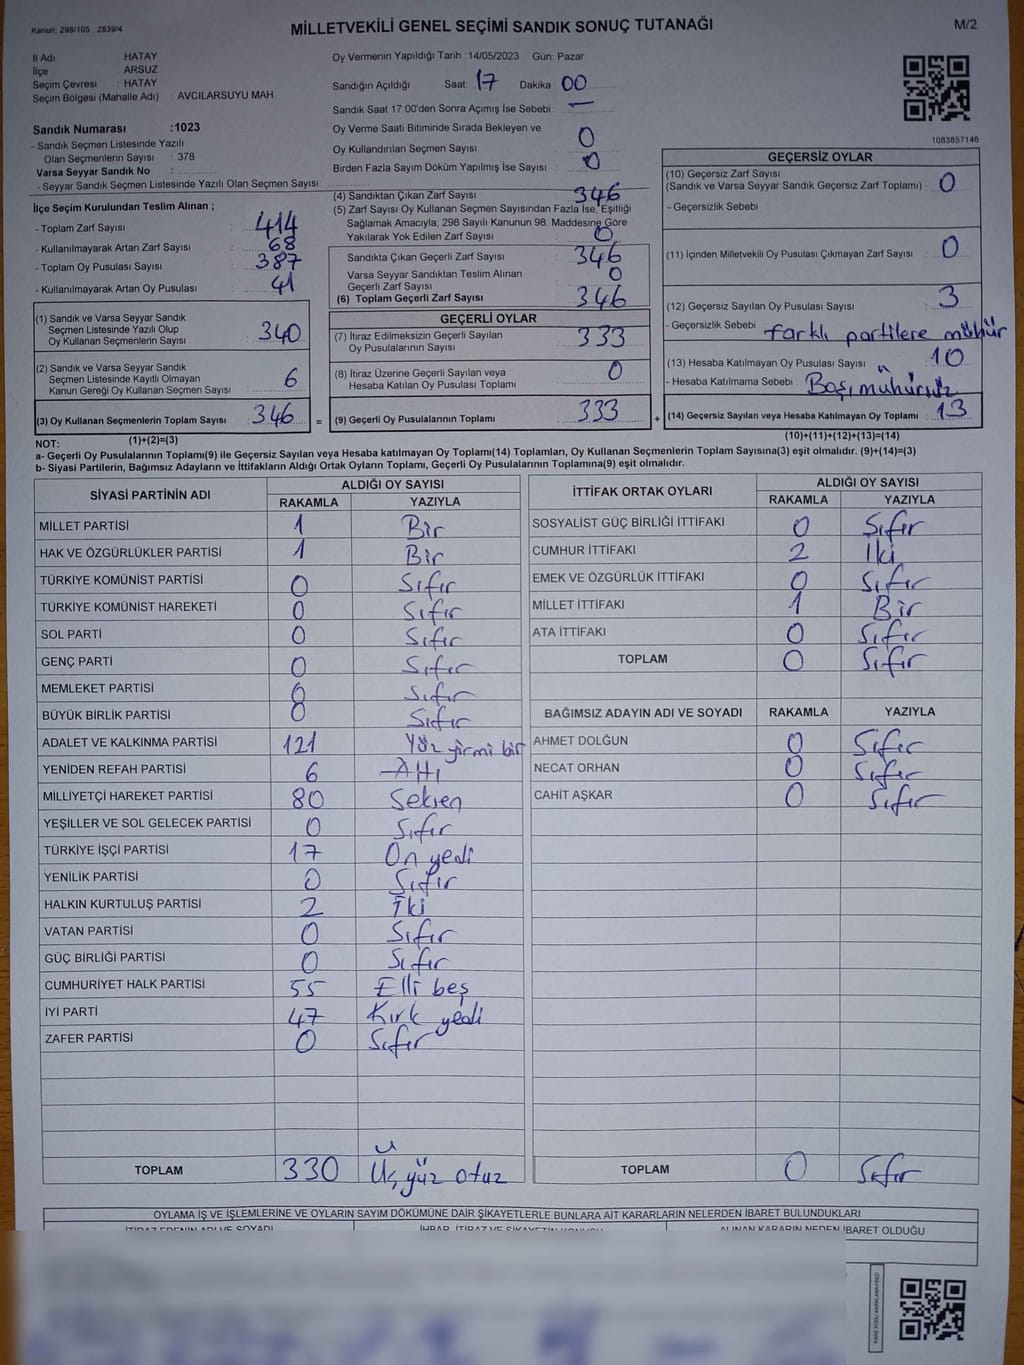 Kanun; 298/105 , 2839/4
MİLLETVEKİLİ GENEL SEÇİMİ SANDIK SONUÇ TUTANAĞI
M/2
İl Adı : HATAY
İlçe : ARSUZ
Seçim Çevresi : HATAY
Seçim Bölgesi (Mahalle Adı) : AVCILARSUYU MAH.
Sandık Numarası :1023
- Sandık Seçmen Listesinde Yazılı
Olan Seçmenlerin Sayısı : 378
Varsa Seyyar Sandık No :
- Seyyar Sandık Seçmen Listesinde Yazılı Olan Seçmen Sayısı:
Oy Vermenin Yapıldığı Tarih : 14/05/2023 Gün: Pazar
Sandığın Açıldığı Saat: 17 Dakika 00
Sandık Saat 17:00'den Sonra Açımış İse Sebebi : —
Oy Verme Saati Bitiminde Sırada Bekleyen ve
Oy Kullandırılan Seçmen Sayısı : 0
Birden Fazla Sayım Döküm Yapılmış İse Sayısı : 0
1083857146
İlçe Seçim Kurulundan Teslim Alınan ;
- Toplam Zarf Sayısı : 414
- Kullanılmayarak Artan Zarf Sayısı : 68
- Toplam Oy Pusulası Sayısı : 387
- Kullanılmayarak Artan Oy Pusulası : 41
(1) Sandık ve Varsa Seyyar Sandık
Seçmen Listesinde Yazılı Olup
Oy Kullanan Seçmenlerin Sayısı : 340
(2) Sandık ve Varsa Seyyar Sandık
Seçmen Listesinde Kayıtlı Olmayan
Kanun Gereği Oy Kullanan Seçmen Sayısı : 6
(3) Oy Kullanan Seçmenlerin Toplam Sayısı : 346 =
(1)+(2)=(3)
(4) Sandıktan Çıkan Zarf Sayısı : 346
(5) Zarf Sayısı Oy Kullanan Seçmen Sayısından Fazla İse, Eşitliği
Sağlamak Amacıyla; 298 Sayılı Kanunun 98. Maddesine Göre
Yakılarak Yok Edilen Zarf Sayısı : 0
Sandıkta Çıkan Geçerli Zarf Sayısı : 346
Varsa Seyyar Sandıktan Teslim Alınan
Geçerli Zarf Sayısı : 0
(6) Toplam Geçerli Zarf Sayısı : 346
GEÇERLİ OYLAR
(7) İtiraz Edilmeksizin Geçerli Sayılan
Oy Pusulalarının Sayısı : 333
(8) İtiraz Üzerine Geçerli Sayılan veya
Hesaba Katılan Oy Pusulası Toplamı : 0
(9) Geçerli Oy Pusulalarının Toplamı : 333 +
GEÇERSİZ OYLAR
(10) Geçersiz Zarf Sayısı
(Sandık ve Varsa Seyyar Sandık Geçersiz Zarf Toplamı) : 0
- Geçersizlik Sebebi :
(11) İçinden Milletvekili Oy Pusulası Çıkmayan Zarf Sayısı : 0
(12) Geçersiz Sayılan Oy Pusulası Sayısı : 3
- Geçersizlik Sebebi : farklı partilere mühür
(13) Hesaba Katılmayan Oy Pusulası Sayısı : 10
- Hesaba Katılmama Sebebi : Başı mühürsüz
(14) Geçersiz Sayılan veya Hesaba Katılmayan Oy Toplamı : 13
(10)+(11)+(12)+(13)=(14)
NOT:
a- Geçerli Oy Pusulalarının Toplamı(9) ile Geçersiz Sayılan veya Hesaba katılmayan Oy Toplamı(14) Toplamları, Oy Kullanan Seçmenlerin Toplam Sayısına(3) eşit olmalıdır. (9)+(14)=(3)
b- Siyasi Partilerin, Bağımsız Adayların ve İttifakların Aldığı Ortak Oyların Toplamı, Geçerli Oy Pusulalarının Toplamına(9) eşit olmalıdır.
SİYASİ PARTİNİN ADI ALDIĞI OY SAYISI
RAKAMLA YAZIYLA
MİLLET PARTİSİ 1 Bir
HAK VE ÖZGÜRLÜKLER PARTİSİ 1 Bir
TÜRKİYE KOMÜNİST PARTİSİ 0 Sıfır
TÜRKİYE KOMÜNİST HAREKETİ 0 Sıfır
SOL PARTİ 0 Sıfır
GENÇ PARTİ 0 Sıfır
MEMLEKET PARTİSİ 0 Sıfır
BÜYÜK BİRLİK PARTİSİ 0 Sıfır
ADALET VE KALKINMA PARTİSİ 121 Yüz yirmi bir
YENİDEN REFAH PARTİSİ 6 Altı
MİLLİYETÇİ HAREKET PARTİSİ 80 Seksen
YEŞİLLER VE SOL GELECEK PARTİSİ 0 Sıfır
TÜRKİYE İŞÇİ PARTİSİ 17 On yedi
YENİLİK PARTİSİ 0 Sıfır
HALKIN KURTULUŞ PARTİSİ 2 İki
VATAN PARTİSİ 0 Sıfır
GÜÇ BİRLİĞİ PARTİSİ 0 Sıfır
CUMHURİYET HALK PARTİSİ 55 Elli beş
İYİ PARTİ 47 Kırk yedi
ZAFER PARTİSİ 0 Sıfır
TOPLAM 330 Üç yüz otuz
İTTİFAK ORTAK OYLARI ALDIĞI OY SAYISI
RAKAMLA YAZIYLA
SOSYALİST GÜÇ BİRLİĞİ İTTİFAKI 0 Sıfır
CUMHUR İTTİFAKI 2 İki
EMEK VE ÖZGÜRLÜK İTTİFAKI 0 Sıfır
MİLLET İTTİFAKI 1 Bir
ATA İTTİFAKI 0 Sıfır
TOPLAM 0 Sıfır
BAĞIMSIZ ADAYIN ADI VE SOYADI RAKAMLA YAZIYLA
AHMET DOLĞUN 0 Sıfır
NECAT ORHAN 0 Sıfır
CAHİT AŞKAR 0 Sıfır
TOPLAM 0 Sıfır
OYLAMA İŞ VE İŞLEMLERİNE VE OYLARIN SAYIM DÖKÜMÜNE DAİR ŞİKAYETLERLE BUNLARA AİT KARARLARIN NELERDEN İBARET BULUNDUKLARI
İTİRAZ EDENİN ADI VE SOYADI İHBAR, İTİRAZ VE ŞİKAYETİN KONUSU ALINAN KARARIN NEDEN İBARET OLDUĞU